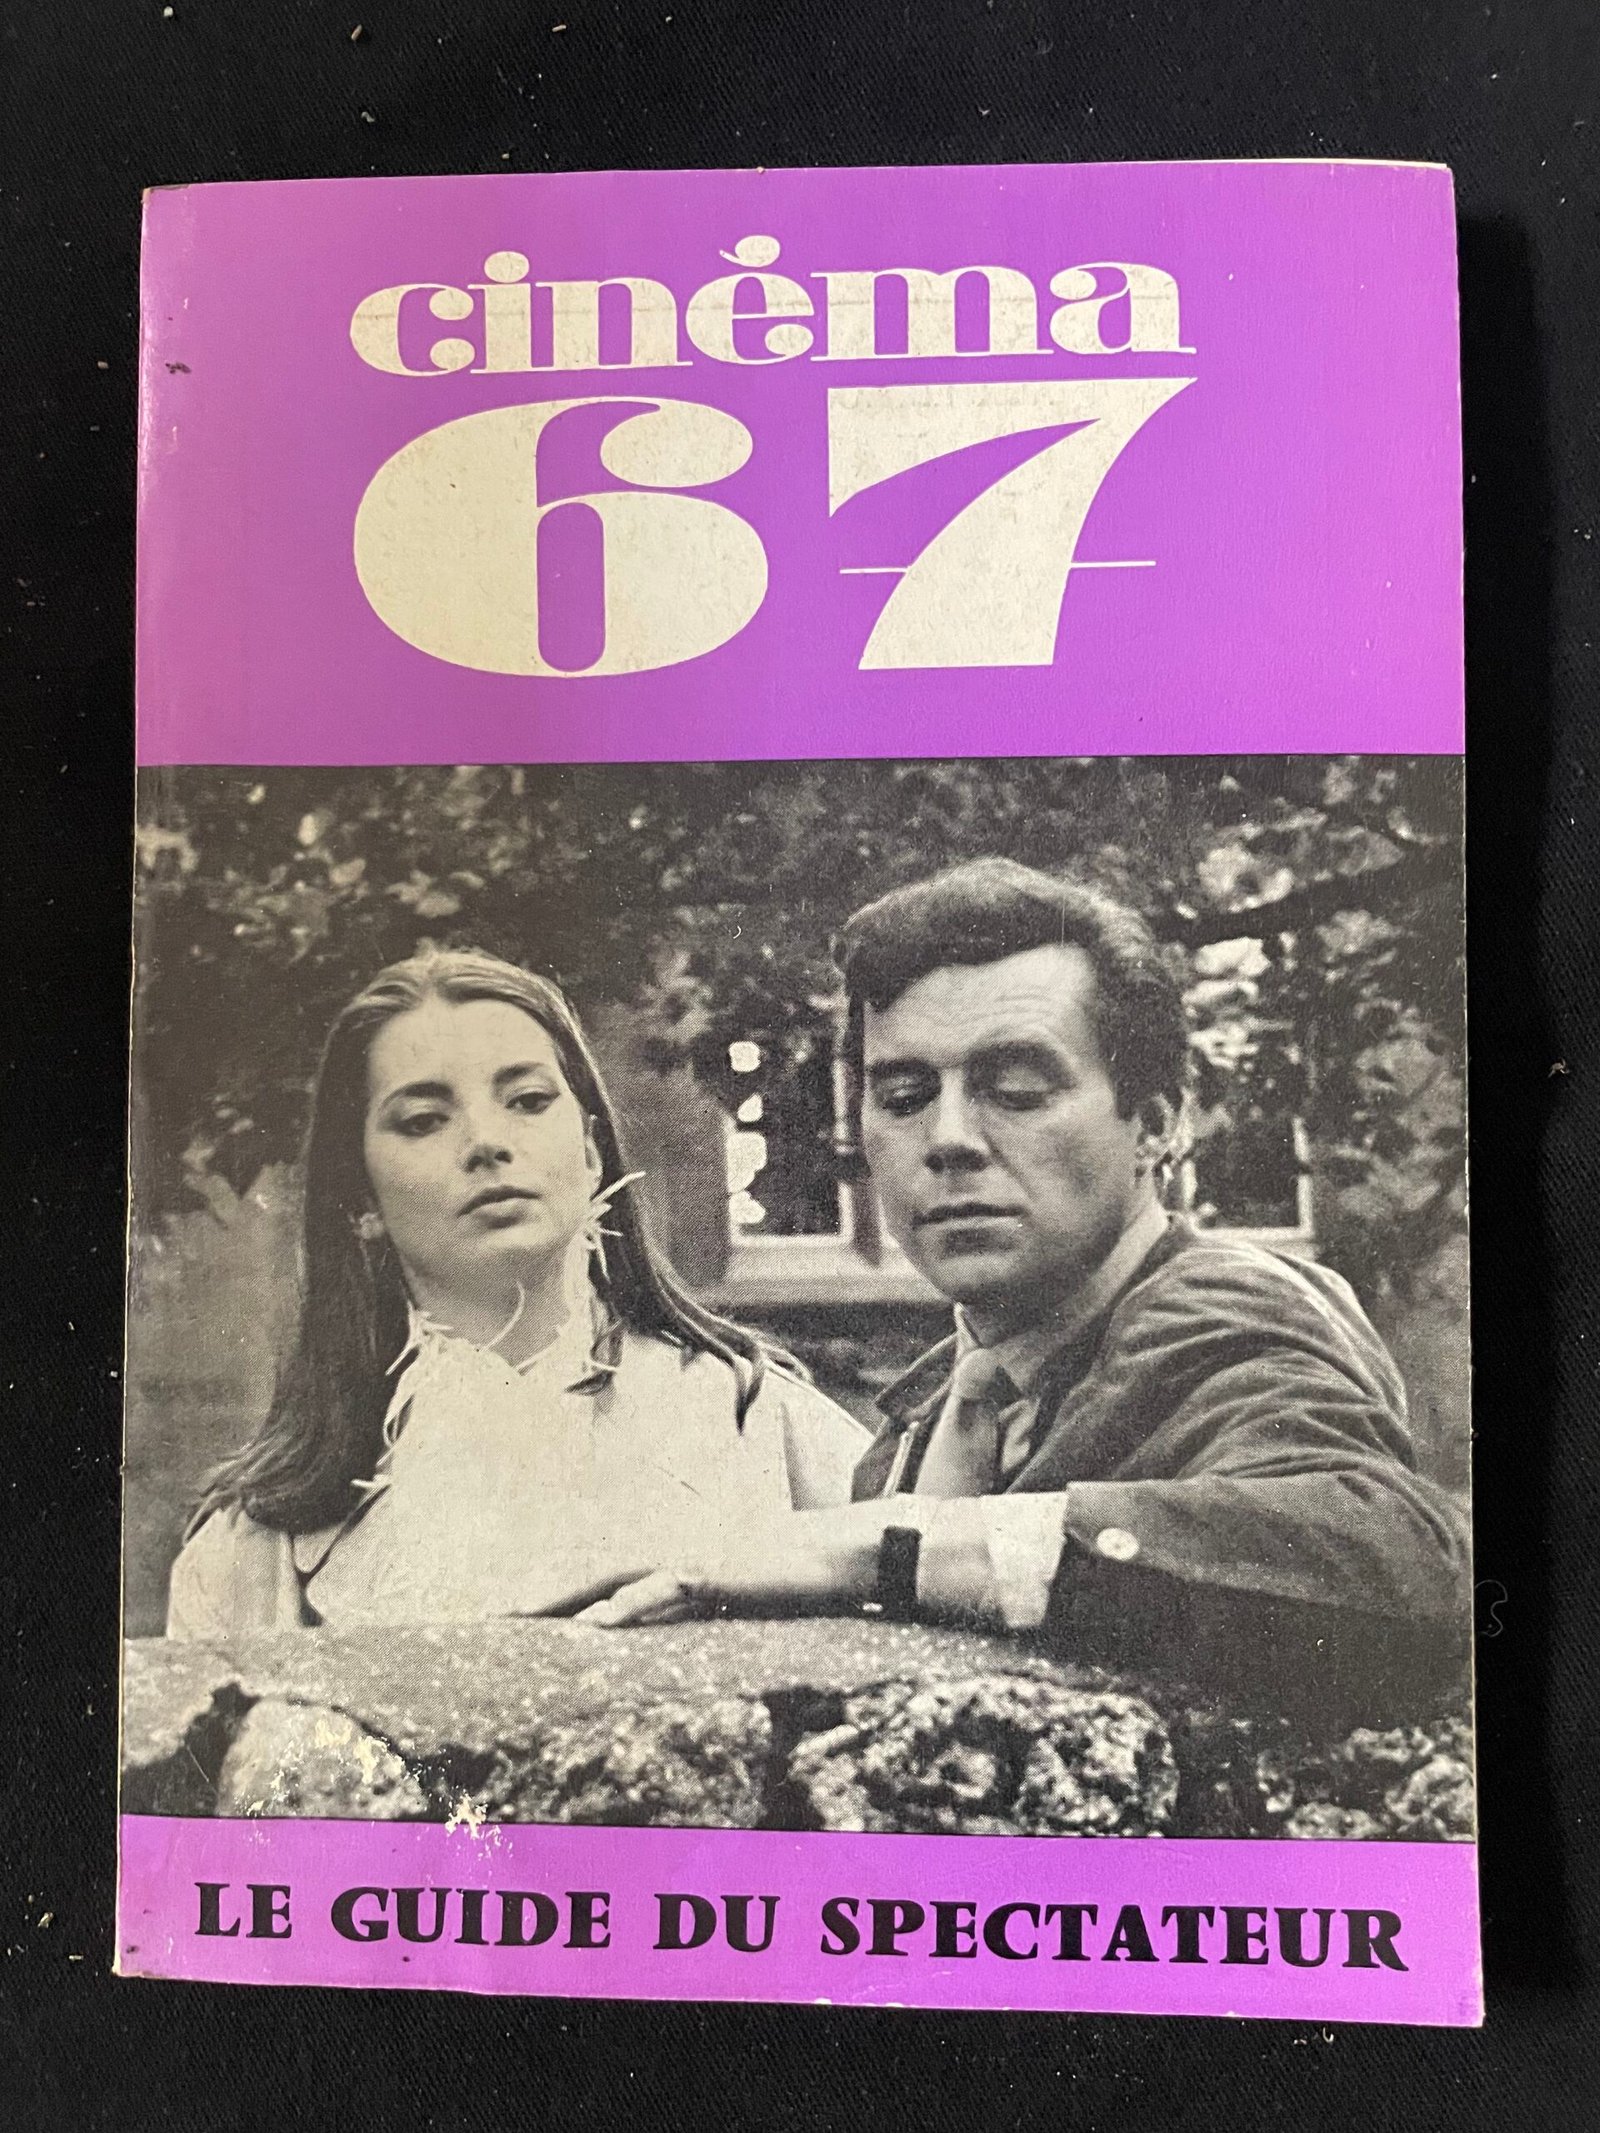 cinéma
67
LE GUIDE DU SPECTATEUR